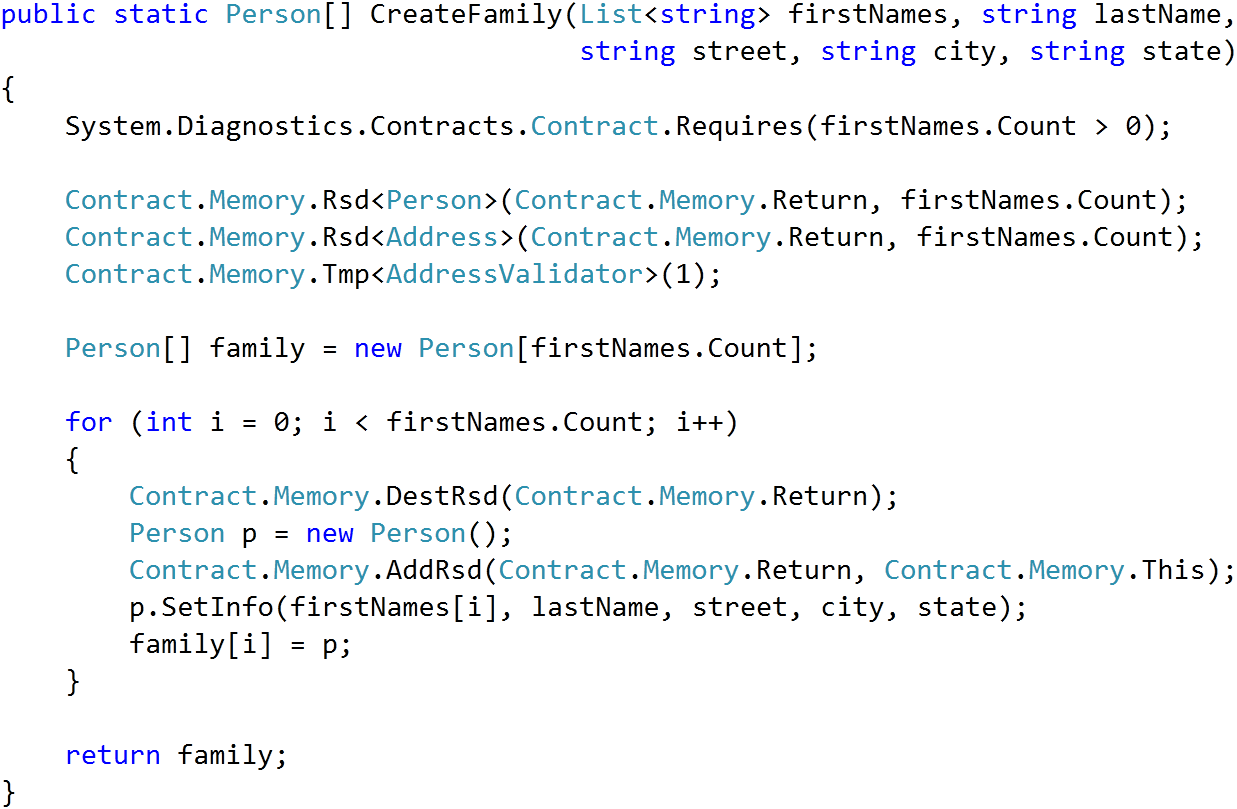 public static Person[] CreateFamily(List<string> firstNames, string lastName,
                                    string street, string city, string state)
{
    System.Diagnostics.Contracts.Contract.Requires(firstNames.Count > 0);

    Contract.Memory.Rsd<Person>(Contract.Memory.Return, firstNames.Count);
    Contract.Memory.Rsd<Address>(Contract.Memory.Return, firstNames.Count);
    Contract.Memory.Tmp<AddressValidator>(1);

    Person[] family = new Person[firstNames.Count];

    for (int i = 0; i < firstNames.Count; i++)
    {
        Contract.Memory.DestRsd(Contract.Memory.Return);
        Person p = new Person();
        Contract.Memory.AddRsd(Contract.Memory.Return, Contract.Memory.This);
        p.SetInfo(firstNames[i], lastName, street, city, state);
        family[i] = p;
    }

    return family;
}